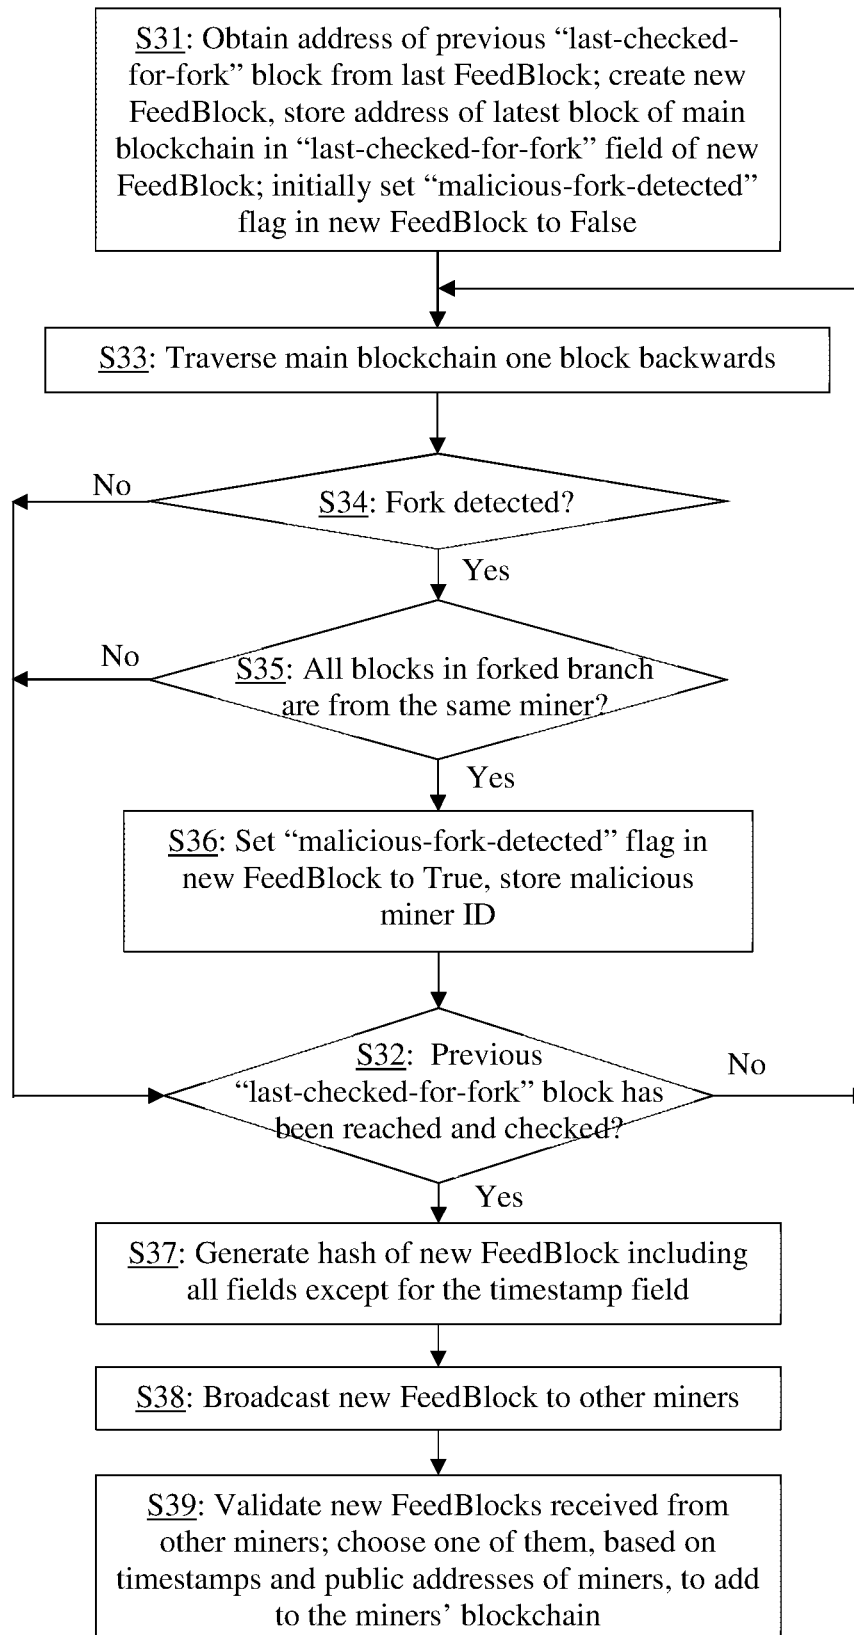 S31: Obtain address of previous “last-checked-
for-fork” block from last FeedBlock; create new
FeedBlock, store address of latest block of main
blockchain in “last-checked-for-fork” field of new
FeedBlock; initially set “malicious-fork-detected”
flag in new FeedBlock to False
S33: Traverse main blockchain one block backwards
No
S34: Fork detected?
Yes
No
S35: All blocks in forked branch
are from the same miner?
Yes
S36: Set “malicious-fork-detected” flag in
new FeedBlock to True, store malicious
miner ID
S32: Previous
“last-checked-for-fork” block has
been reached and checked?
No
Yes
S37: Generate hash of new FeedBlock including
all fields except for the timestamp field
S38: Broadcast new FeedBlock to other miners
S39: Validate new FeedBlocks received from
other miners; choose one of them, based on
timestamps and public addresses of miners, to add
to the miners’ blockchain